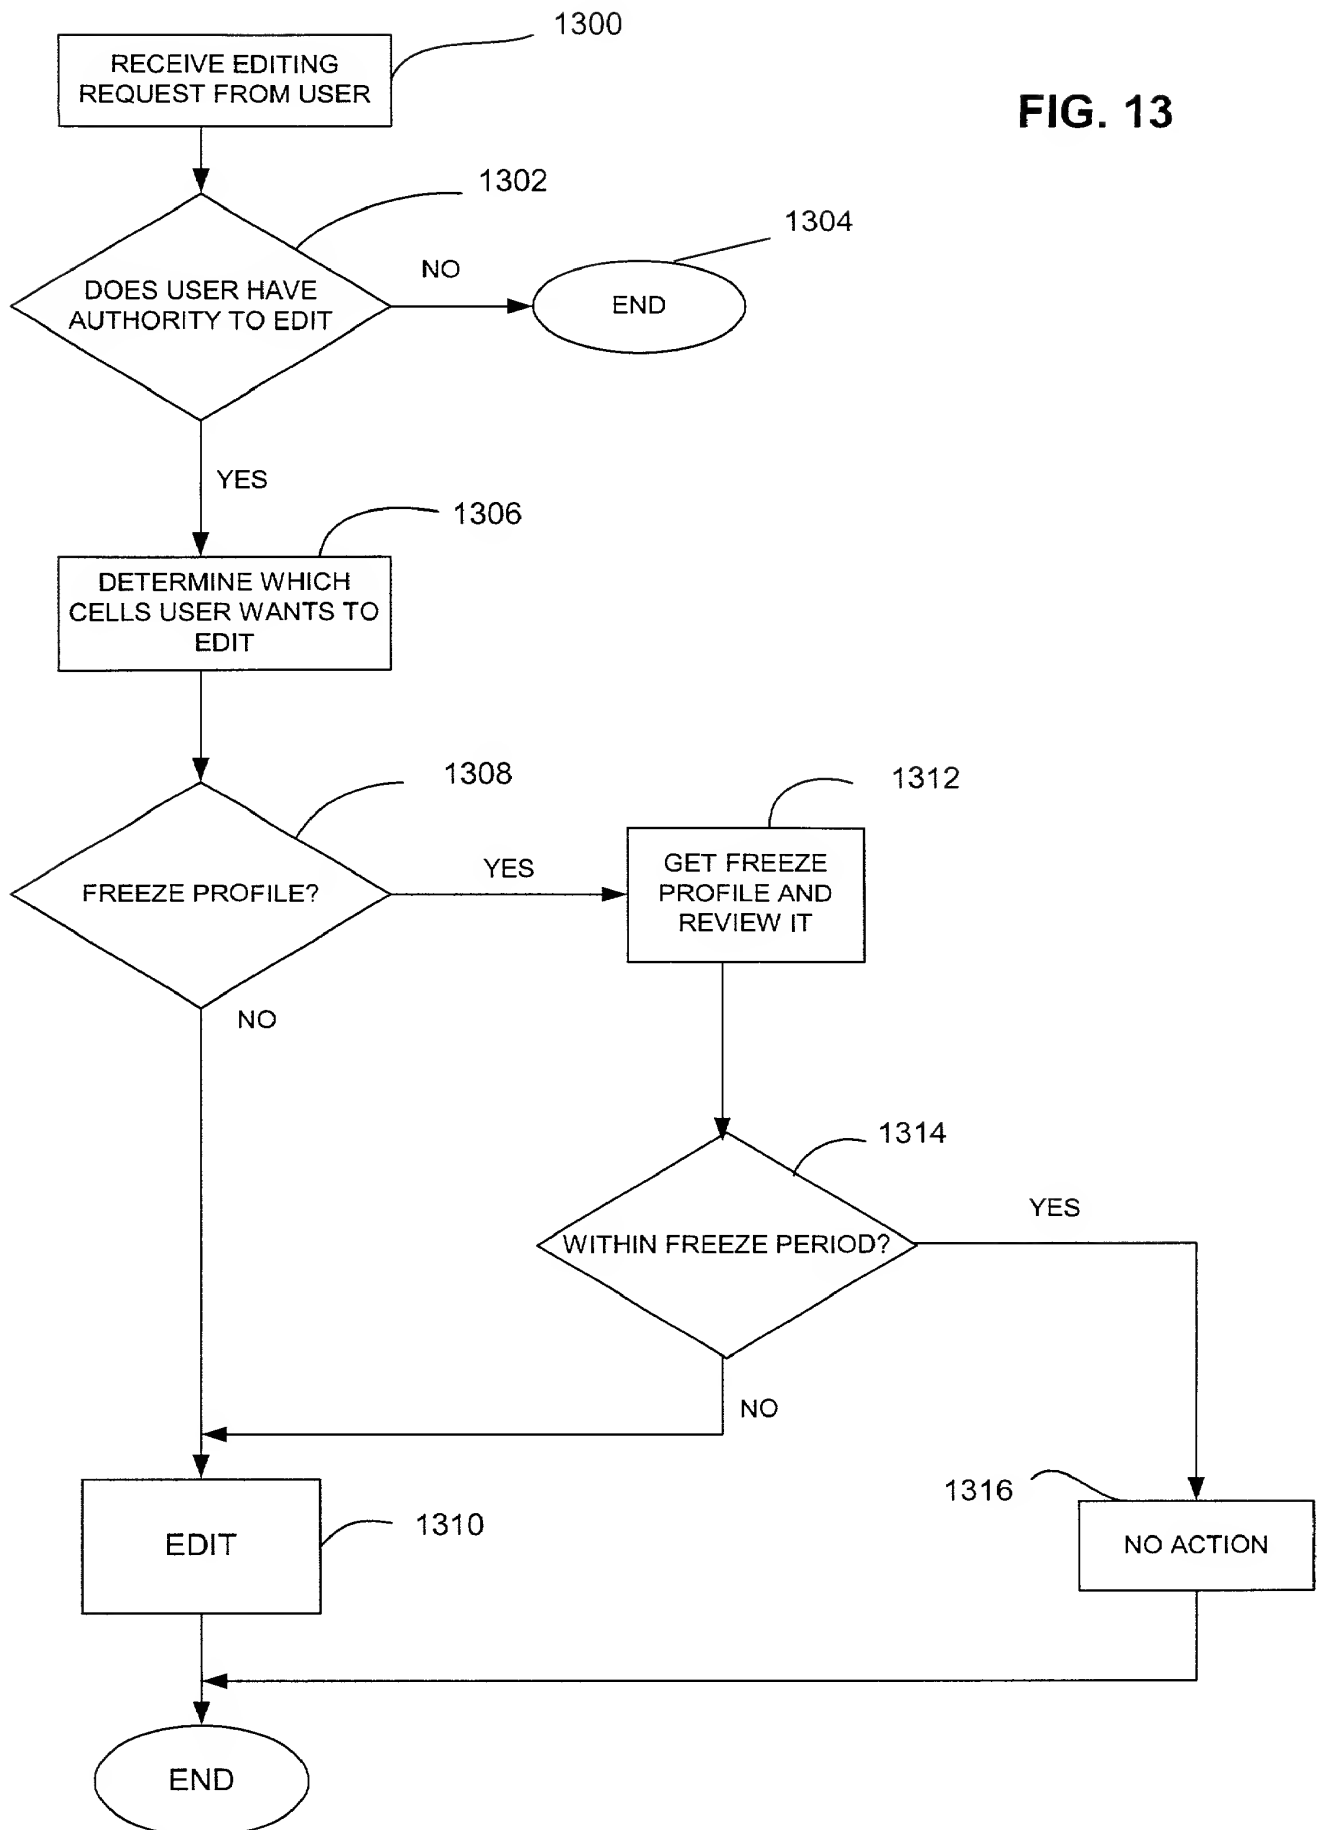 1300
RECEIVE EDITING
REQUEST FROM USER
FIG. 13
1302
1304
DOES USER HAVE
AUTHORITY TO EDIT
NO
END
YES
1306
DETERMINE WHICH
CELLS USER WANTS TO
EDIT
1308
1312
FREEZE PROFILE?
YES
GET FREEZE
PROFILE AND
REVIEW IT
NO
1314
WITHIN FREEZE PERIOD?
YES
NO
1316
EDIT
1310
NO ACTION
END